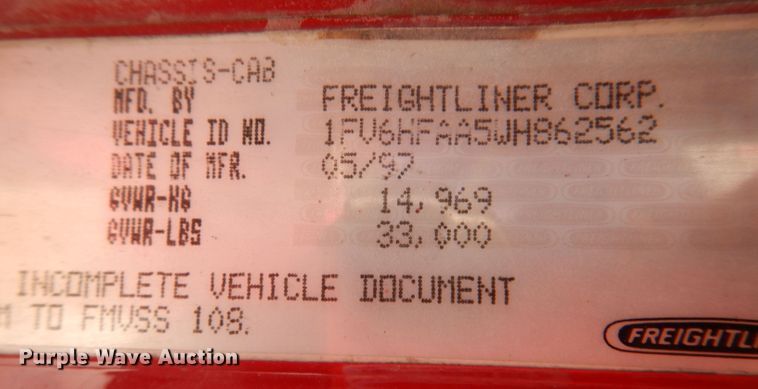 CHASSIS-CAB
MFD. BY FREIGHTLINER CORP.
VEHICLE ID NO. 1FV6HFAA5WH862562
DATE OF MFR. 05/97
GVWR-KG 14,969
GVWR-LBS 33,000
INCOMPLETE VEHICLE DOCUMENT
TO FMVSS 108.
FREIGHTLI
Purple Wave Auction